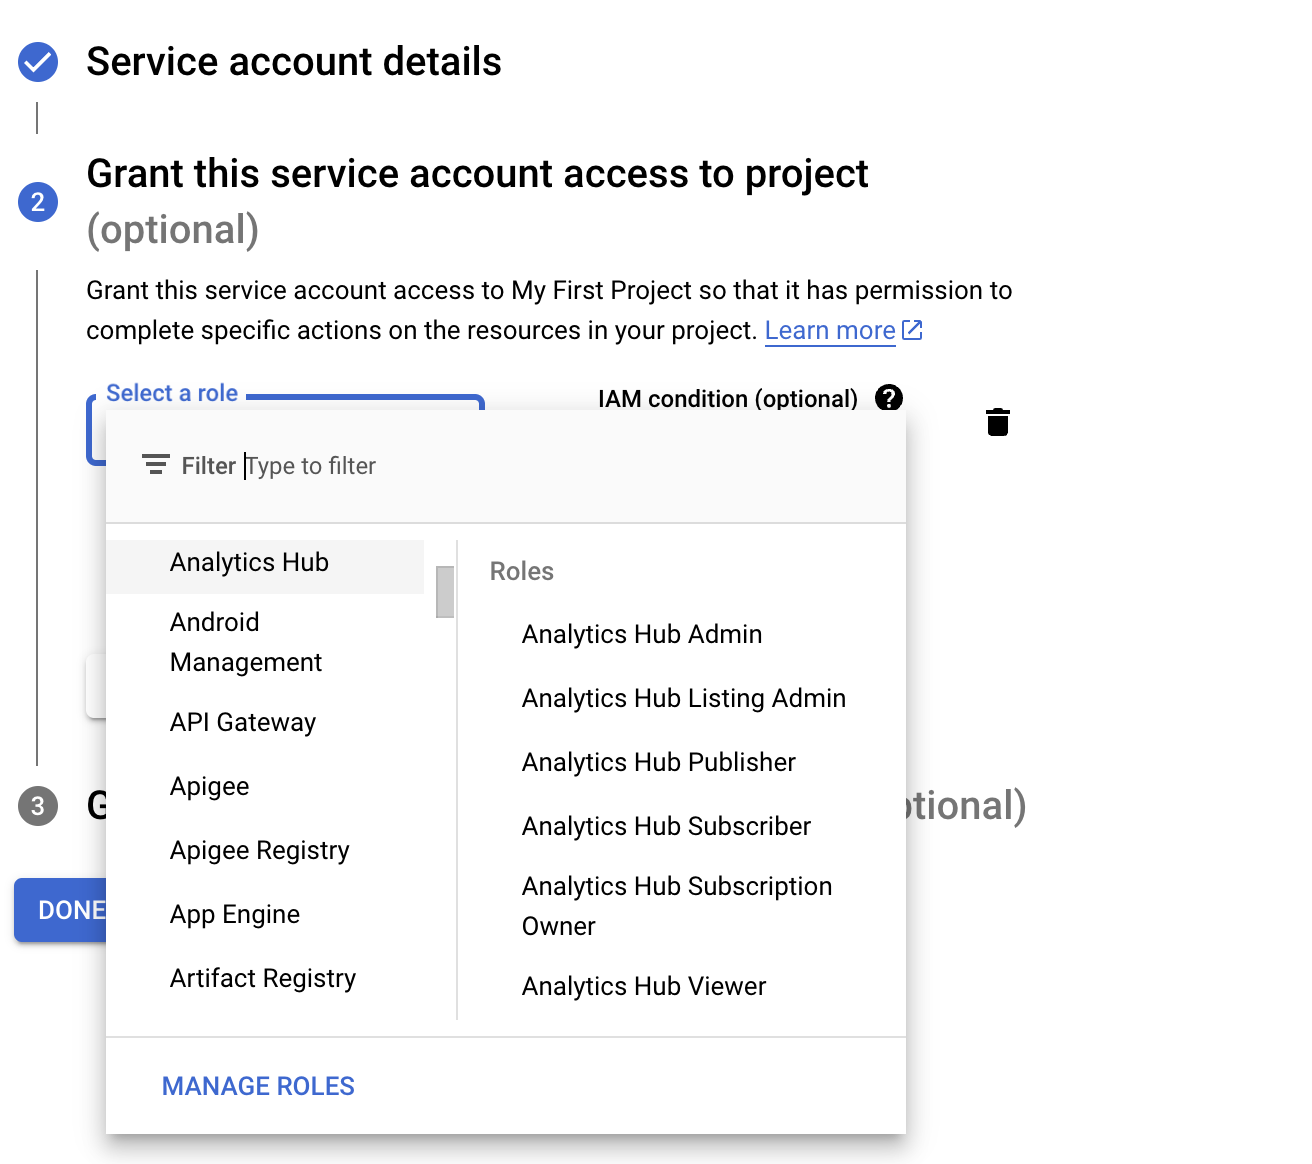 Service account details
2
Grant this service account access to project
(optional)
Grant this service account access to My First Project so that it has permission to
complete specific actions on the resources in your project. Learn more
Select a role
IAM condition (optional) ?
Filter Type to filter
Analytics Hub
Android
Management
API Gateway
Apigee
Apigee Registry
App Engine
Artifact Registry
Roles
Analytics Hub Admin
Analytics Hub Listing Admin
Analytics Hub Publisher
Analytics Hub Subscriber
Analytics Hub Subscription
Owner
Analytics Hub Viewer
MANAGE ROLES
3
DONE